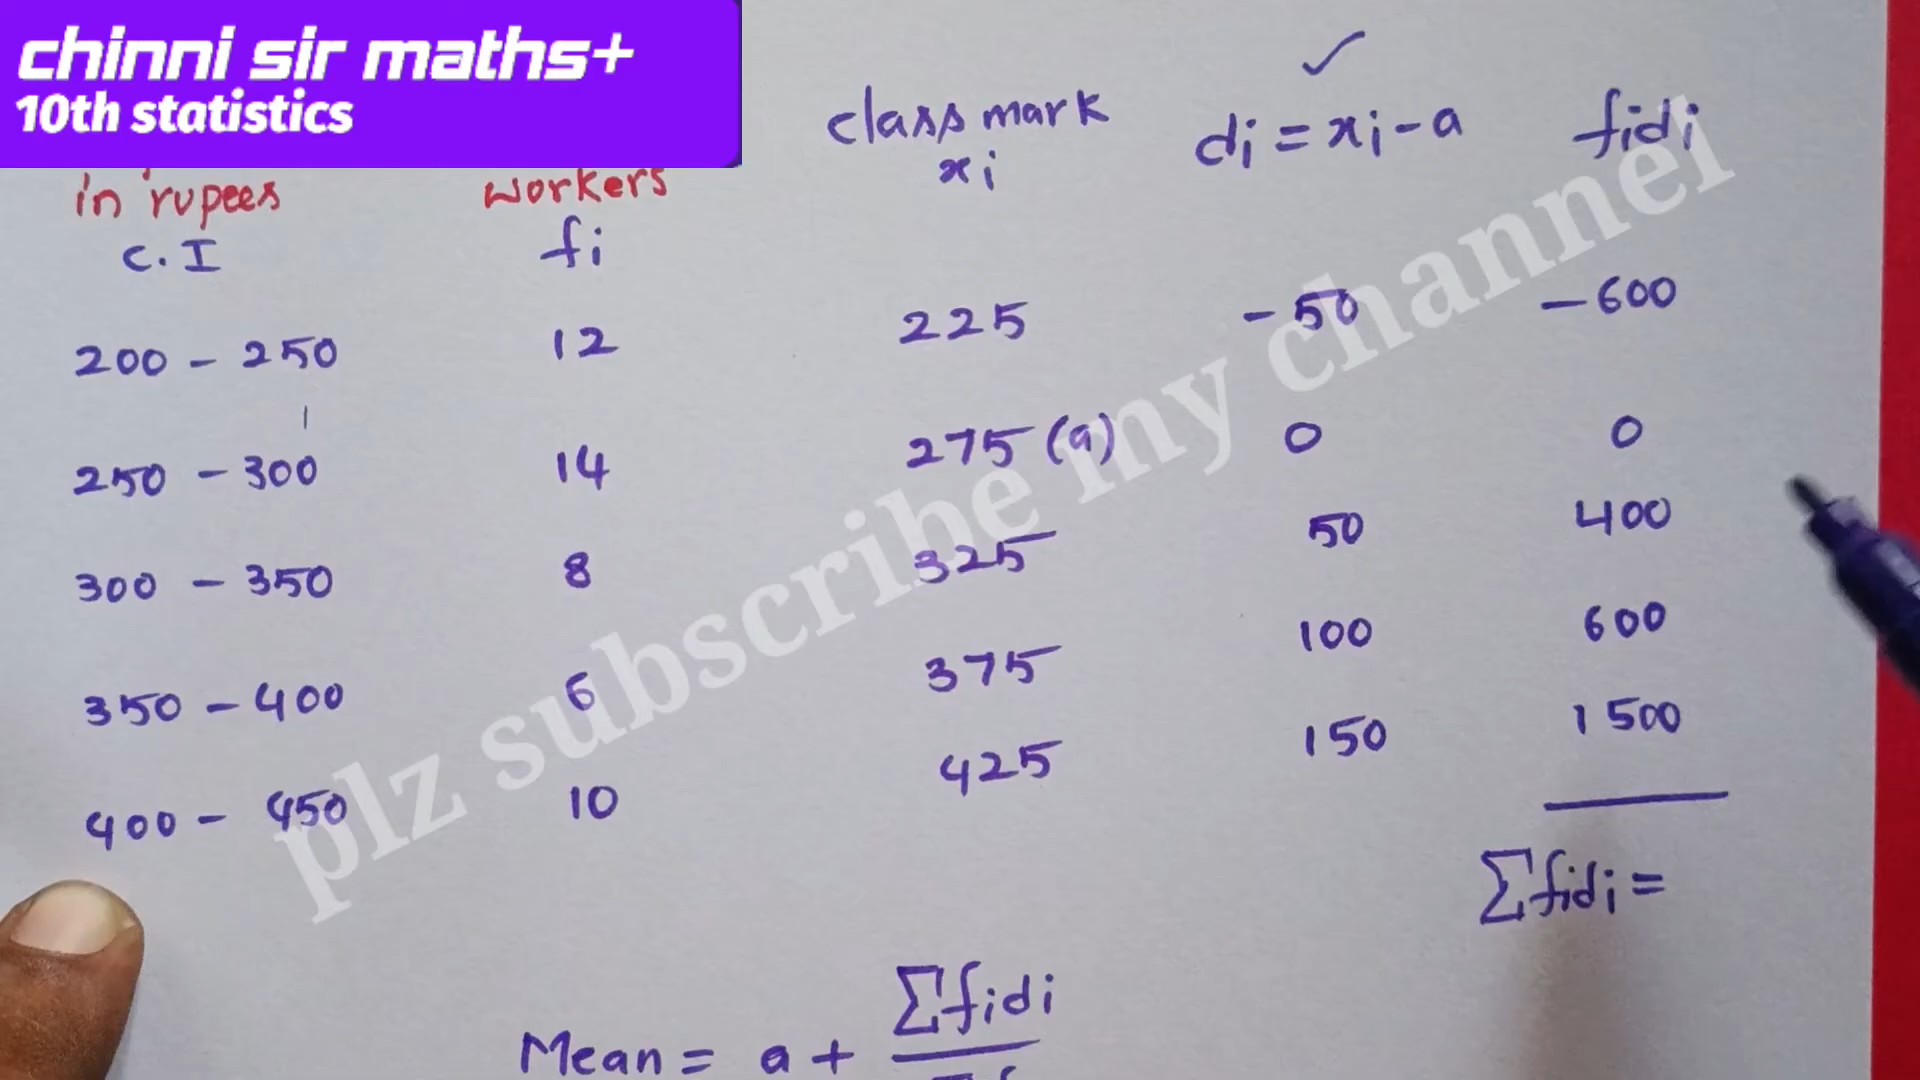 chinni sir maths+
10th statistics
in rupees workers class mark di = xi - a fidi
C.I fi xi
200 - 250 12 225 - 50 - 600
250 - 300 14 275 (a) 0 0
300 - 350 8 325 50 400
350 - 400 6 375 100 600
400 - 450 10 425 150 1500
Σfidi =
Mean = a + Σfidi
plz subscribe my channel